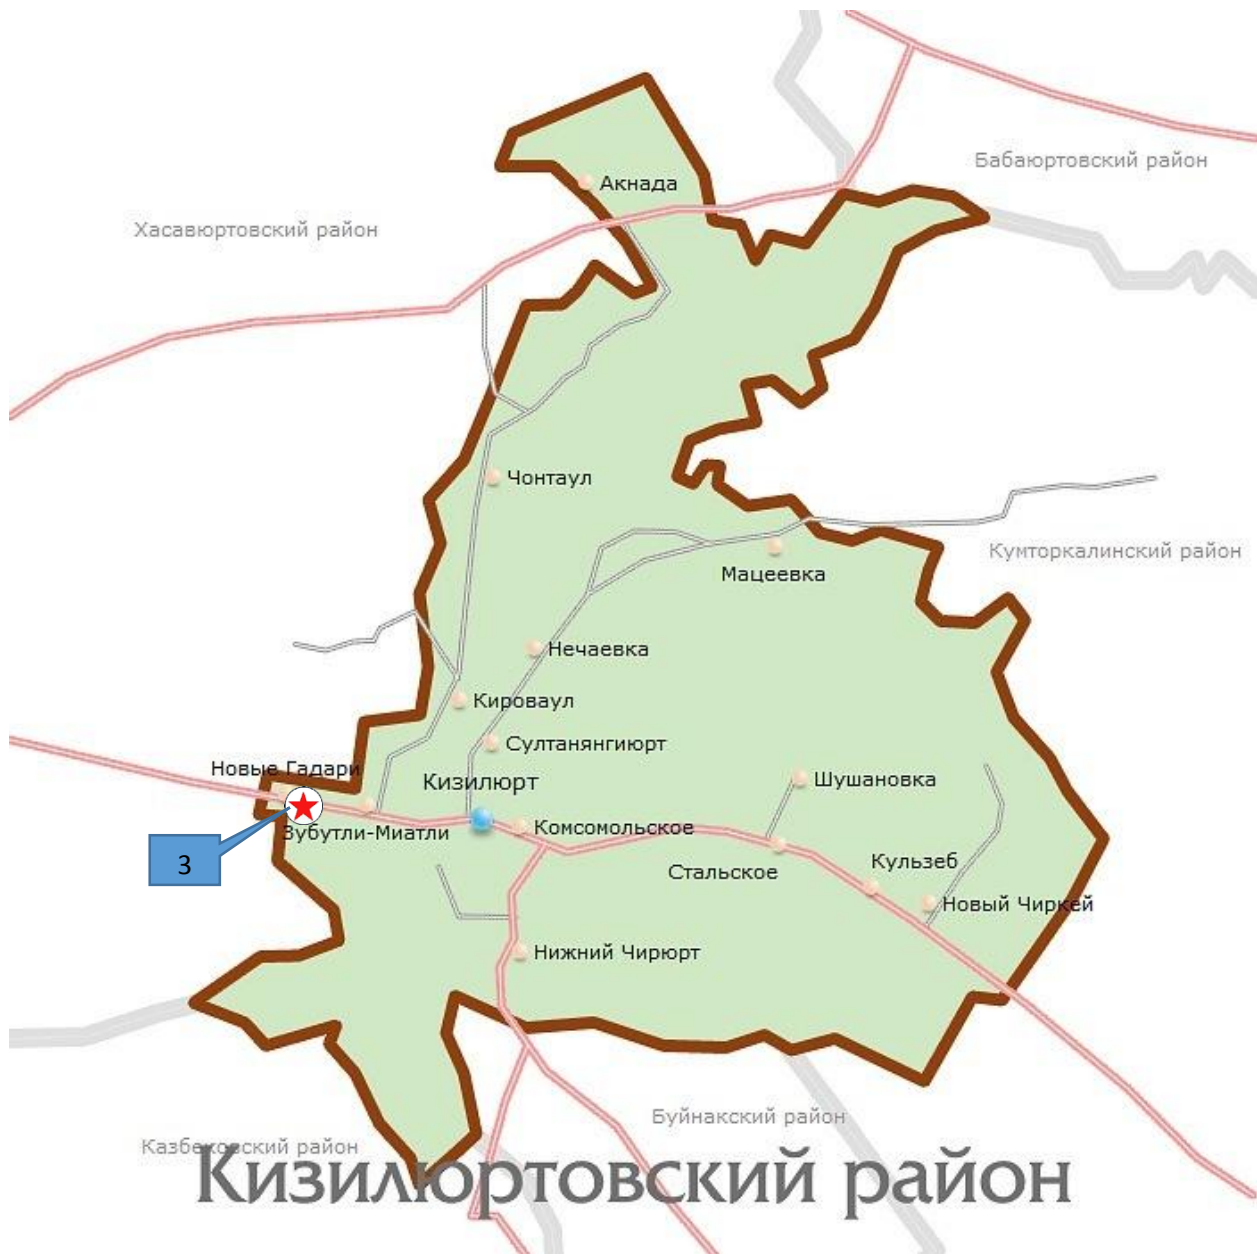 Бабаюртовский район
Акнада
Хасавюртовский район
Чонтаул
Кумторкалинский район
Мацеевка
Нечаевка
Кироваул
Султанянгиюрт
Новые Гадари
Кизилюрт
Шушановка
Зубутли-Миатли
Комсомольское
3
Кульзеб
Стальское
Новый Чиркей
Нижний Чирюрт
Буйнакский район
Казбековский район
Кизилюртовский район